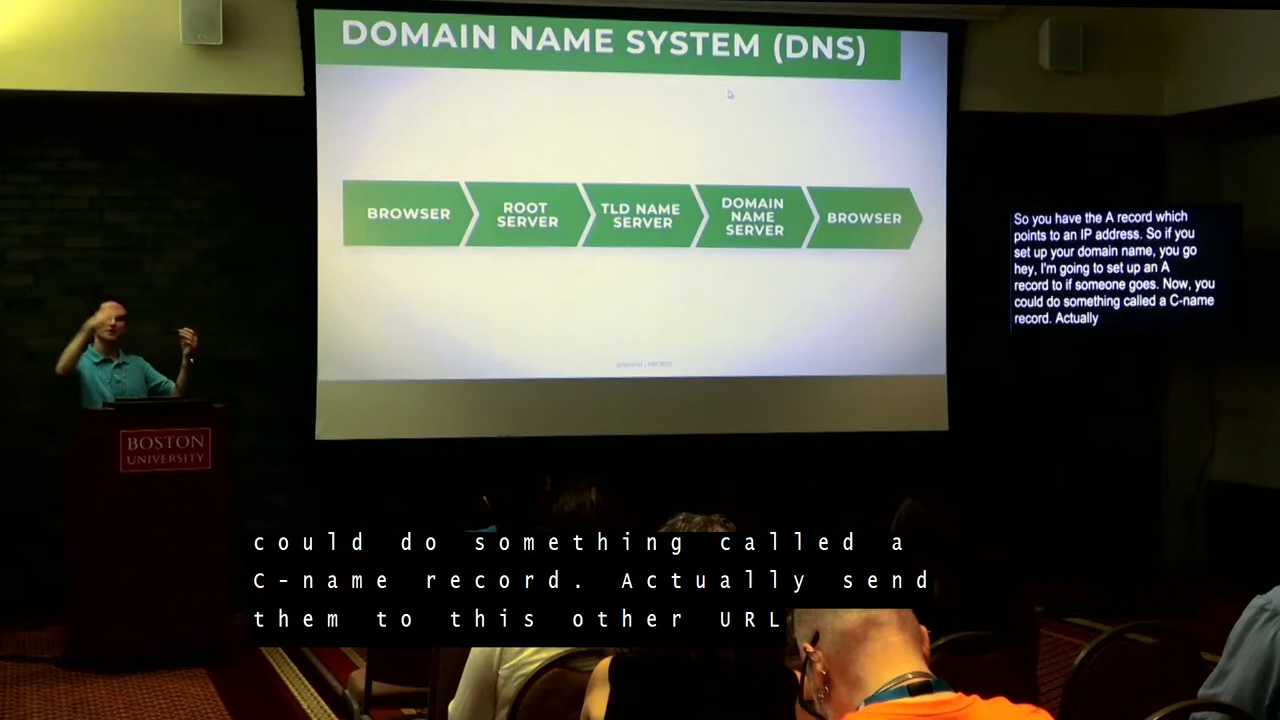 DOMAIN NAME SYSTEM (DNS)
BROWSER
ROOT
SERVER
TLD NAME
SERVER
DOMAIN
NAME
SERVER
BROWSER
So you have the A record which
points to an IP address. So if you
set up your domain name, you go
hey, I'm going to set up an A
record to if someone goes. Now, you
could do something called a C-name
record. Actually
BOSTON
UNIVERSITY
could do something called a
C-name record. Actually send
them to this other URL